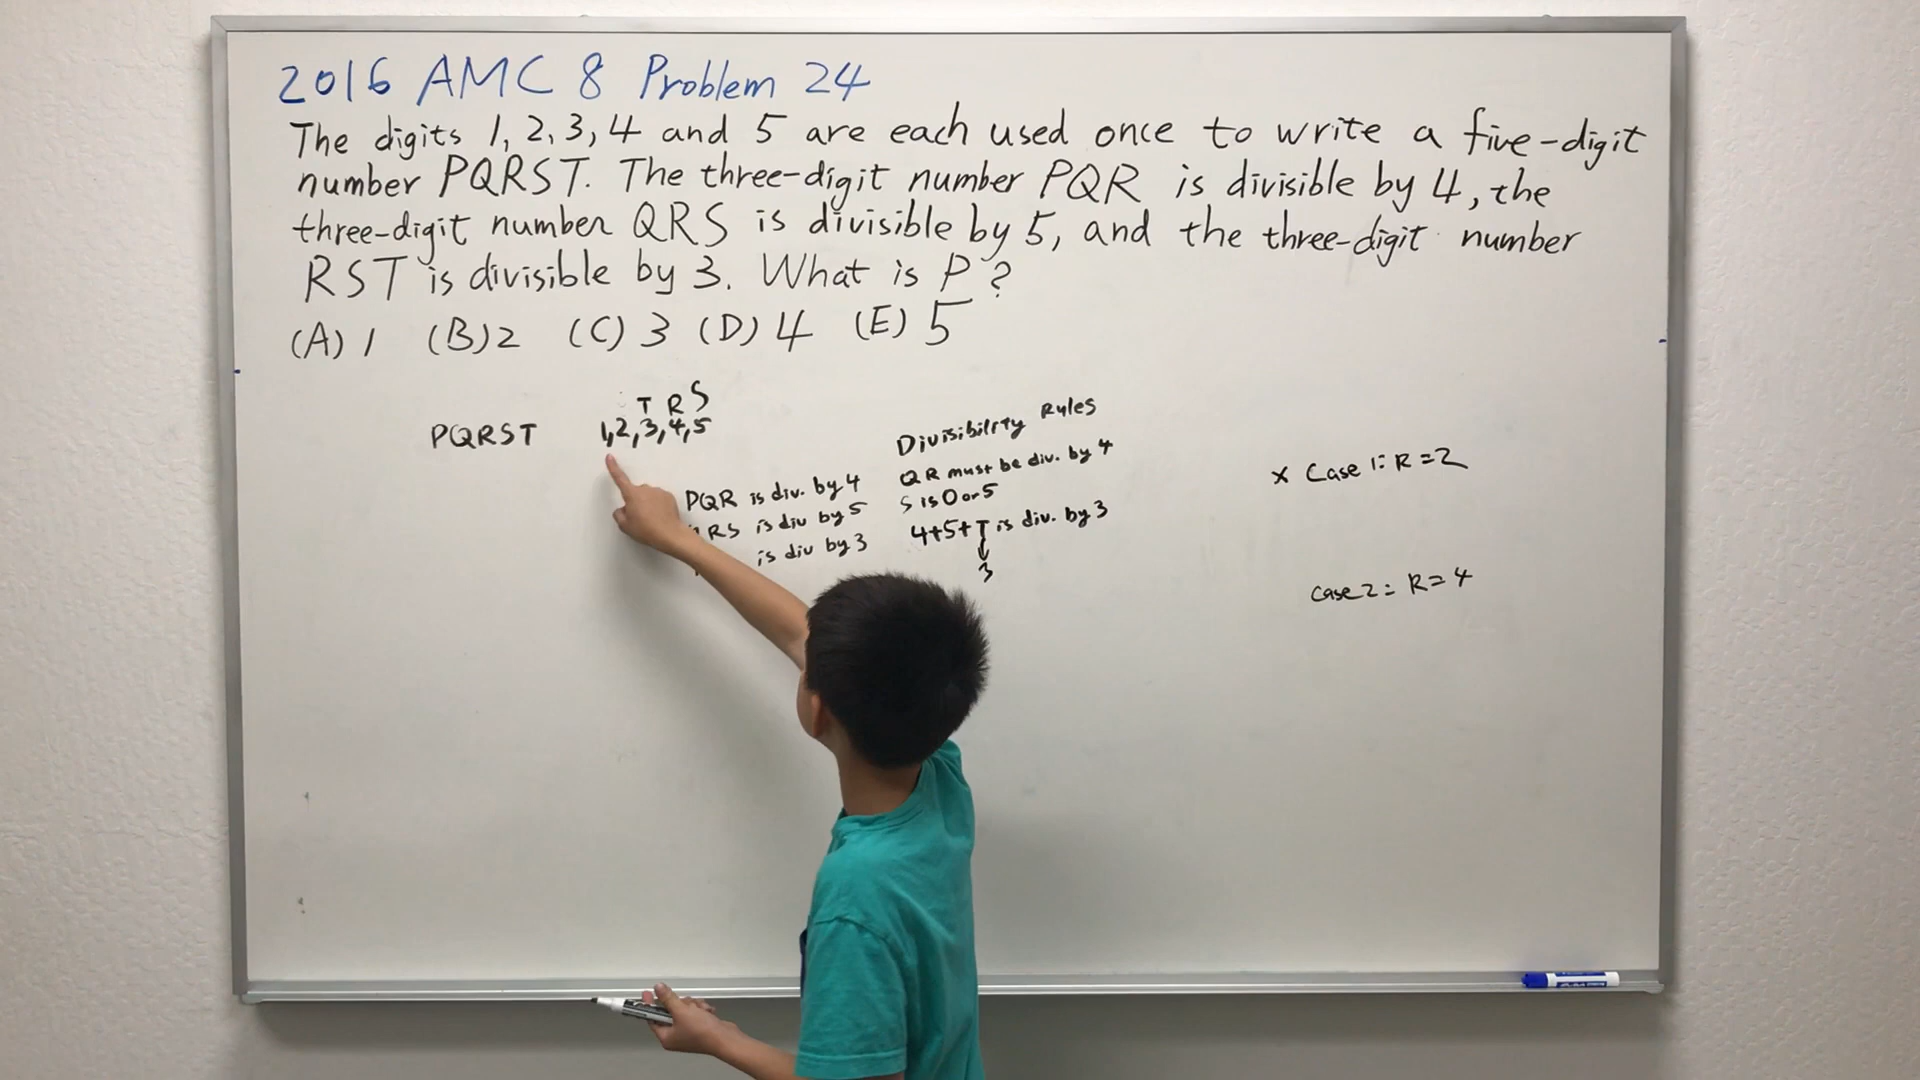 2016 AMC 8 Problem 24
The digits 1, 2, 3, 4 and 5 are each used once to write a five-digit
number PQRST. The three-digit number PQR is divisible by 4, the
three-digit number QRS is divisible by 5, and the three-digit number
RST is divisible by 3. What is P?
(A) 1 (B) 2 (C) 3 (D) 4 (E) 5
T R S
PQRST 1,2,3,4,5
PQR is div. by 4
RS is div by 5
is div by 3
Divisibility Rules
QR must be div. by 4
S is 0 or 5
4+5+T is div. by 3
3
x Case 1: R=2
Case 2: R=4